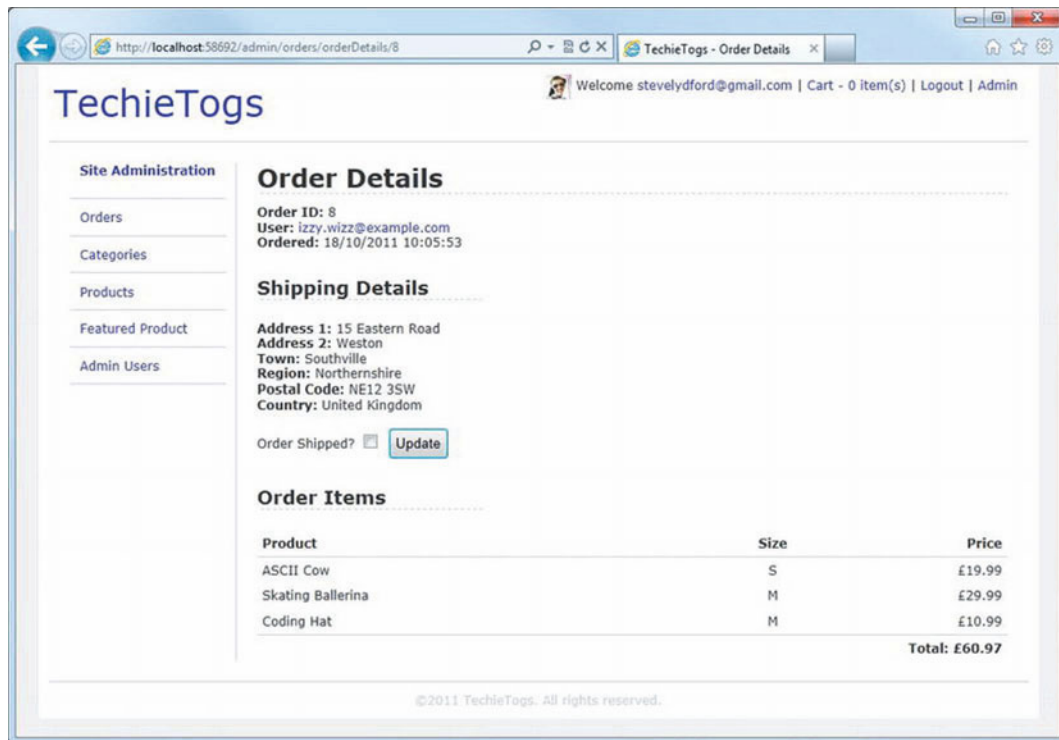 http://localhost:58692/admin/orders/orderDetails/8
TechieTogs - Order Details
TechieTogs
Welcome stevelydford@gmail.com | Cart - 0 item(s) | Logout | Admin
Site Administration
Orders
Categories
Products
Featured Product
Admin Users
Order Details
Order ID: 8
User: izzy.wizz@example.com
Ordered: 18/10/2011 10:05:53
Shipping Details
Address 1: 15 Eastern Road
Address 2: Weston
Town: Southville
Region: Northernshire
Postal Code: NE12 3SW
Country: United Kingdom
Order Shipped? Update
Order Items
Product Size Price
ASCII Cow S £19.99
Skating Ballerina M £29.99
Coding Hat M £10.99
Total: £60.97
©2011 TechieTogs. All rights reserved.